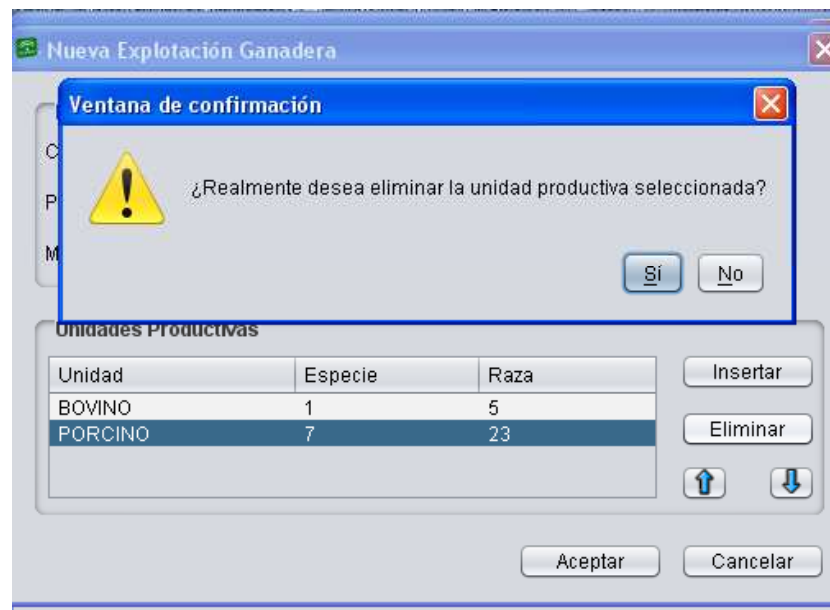 Nueva Explotación Ganadera
Ventana de confirmación
C
¿Realmente desea eliminar la unidad productiva seleccionada?
P
M
Sí No
Unidades Productivas
Unidad Especie Raza Insertar
BOVINO 1 5
PORCINO 7 23 Eliminar
Aceptar Cancelar